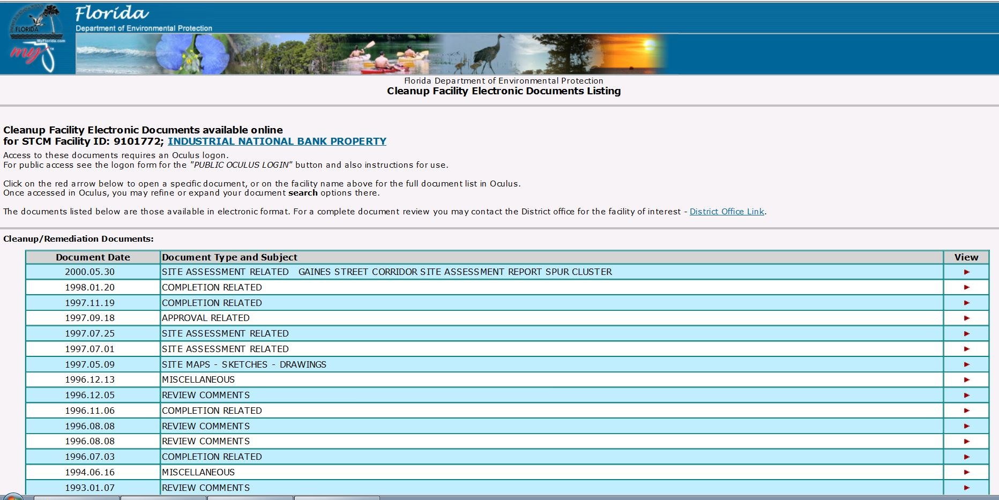 Florida
Department of Environmental Protection
FLORIDA
MyFlorida.com
my
Florida Department of Environmental Protection
Cleanup Facility Electronic Documents Listing
Cleanup Facility Electronic Documents available online
for STCM Facility ID: 9101772; INDUSTRIAL NATIONAL BANK PROPERTY
Access to these documents requires an Oculus logon.
For public access see the logon form for the "PUBLIC OCULUS LOGIN" button and also instructions for use.
Click on the red arrow below to open a specific document, or on the facility name above for the full document list in Oculus.
Once accessed in Oculus, you may refine or expand your document search options there.
The documents listed below are those available in electronic format. For a complete document review you may contact the District office for the facility of interest - District Office Link.
Cleanup/Remediation Documents:
Document Date Document Type and Subject View
2000.05.30 SITE ASSESSMENT RELATED GAINES STREET CORRIDOR SITE ASSESSMENT REPORT SPUR CLUSTER
1998.01.20 COMPLETION RELATED
1997.11.19 COMPLETION RELATED
1997.09.18 APPROVAL RELATED
1997.07.25 SITE ASSESSMENT RELATED
1997.07.01 SITE ASSESSMENT RELATED
1997.05.09 SITE MAPS - SKETCHES - DRAWINGS
1996.12.13 MISCELLANEOUS
1996.12.05 REVIEW COMMENTS
1996.11.06 COMPLETION RELATED
1996.08.08 REVIEW COMMENTS
1996.08.08 REVIEW COMMENTS
1996.07.03 COMPLETION RELATED
1994.06.16 MISCELLANEOUS
1993.01.07 REVIEW COMMENTS